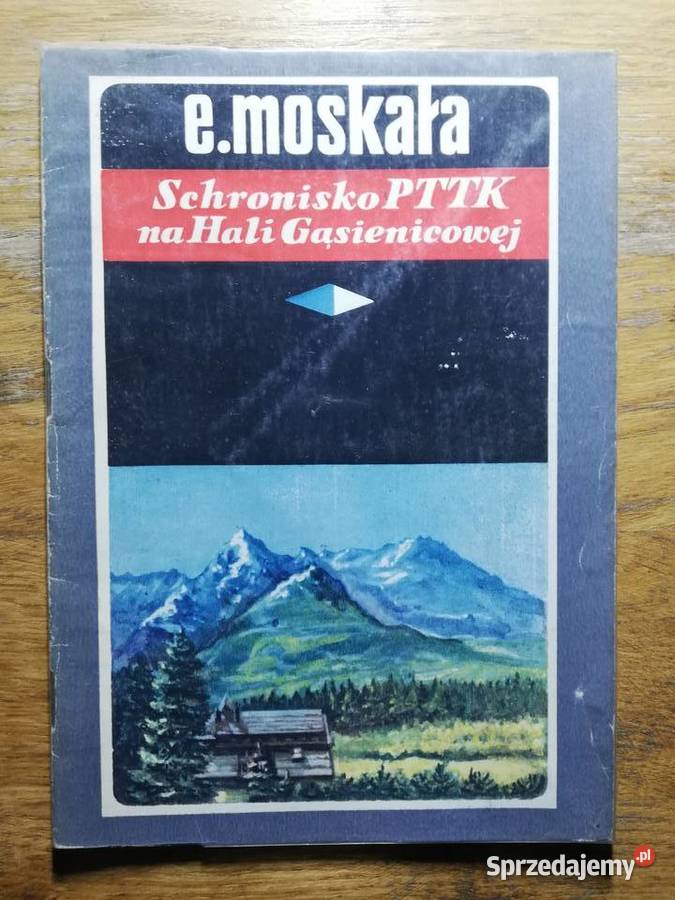 e.moskała
Schronisko PTTK
na Hali Gąsienicowej
Sprzedajemy.pl